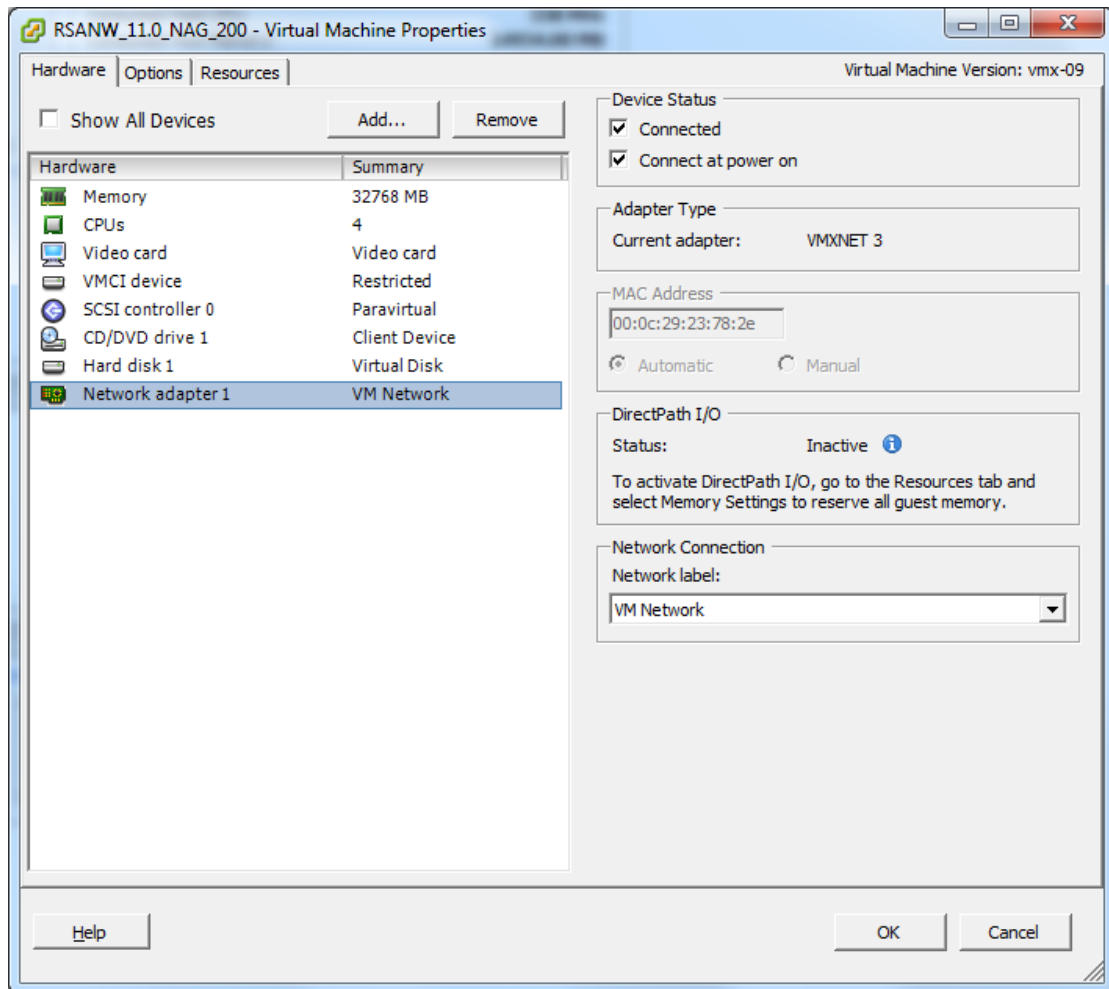 RSANW_11.0_NAG_200 - Virtual Machine Properties
Hardware Options Resources Virtual Machine Version: vmx-09
Show All Devices Add... Remove
Hardware Summary
Memory 32768 MB
CPUs 4
Video card Video card
VMCI device Restricted
SCSI controller 0 Paravirtual
CD/DVD drive 1 Client Device
Hard disk 1 Virtual Disk
Network adapter 1 VM Network
Device Status
Connected
Connect at power on
Adapter Type
Current adapter: VMXNET 3
MAC Address
00:0c:29:23:78:2e
Automatic Manual
DirectPath I/O
Status: Inactive
To activate DirectPath I/O, go to the Resources tab and
select Memory Settings to reserve all guest memory.
Network Connection
Network label:
VM Network
Help OK Cancel